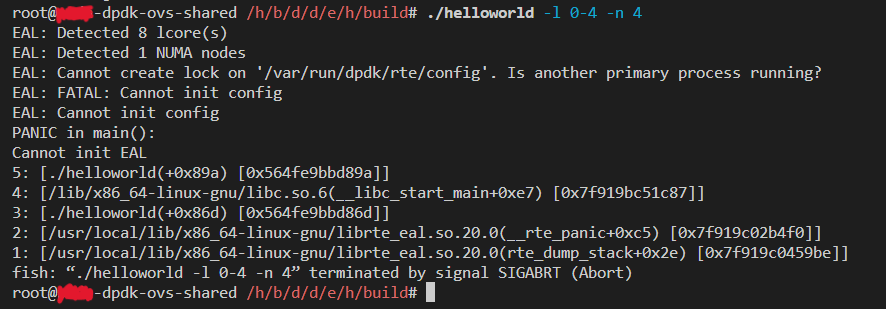 root@-dpdk-ovs-shared /h/b/d/d/e/h/build# ./helloworld -l 0-4 -n 4
EAL: Detected 8 lcore(s)
EAL: Detected 1 NUMA nodes
EAL: Cannot create lock on '/var/run/dpdk/rte/config'. Is another primary process running?
EAL: FATAL: Cannot init config
EAL: Cannot init config
PANIC in main():
Cannot init EAL
5: [./helloworld(+0x89a) [0x564fe9bbd89a]]
4: [/lib/x86_64-linux-gnu/libc.so.6(__libc_start_main+0xe7) [0x7f919bc51c87]]
3: [./helloworld(+0x86d) [0x564fe9bbd86d]]
2: [/usr/local/lib/x86_64-linux-gnu/librte_eal.so.20.0(__rte_panic+0xc5) [0x7f919c02b4f0]]
1: [/usr/local/lib/x86_64-linux-gnu/librte_eal.so.20.0(rte_dump_stack+0x2e) [0x7f919c0459be]]
fish: “./helloworld -l 0-4 -n 4” terminated by signal SIGABRT (Abort)
root@-dpdk-ovs-shared /h/b/d/d/e/h/build#